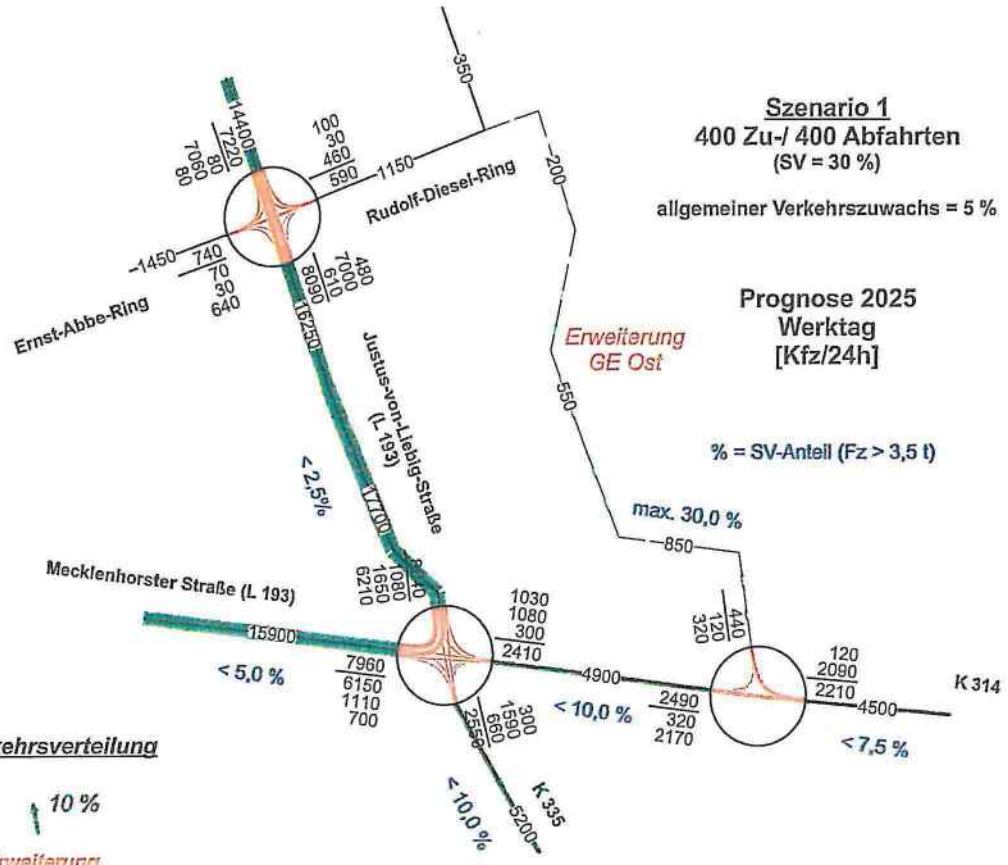 350
14400
7220
80
7060
80
100
30
460
590
1150
Rudolf-Diesel-Ring
Szenario 1
400 Zu-/ 400 Abfahrten
(SV = 30 %)
allgemeiner Verkehrszuwachs = 5 %
200
1450
740
70
30
640
Ernst-Abbe-Ring
480
7000
610
8090
16250
Prognose 2025
Werktag
[Kfz/24h]
Erweiterung
GE Ost
Justus-von-Liebig-Straße
(L 193)
550
% = SV-Anteil (Fz > 3,5 t)
< 2,5%
17700
max. 30,0 %
850
Mecklenhorster Straße (L 193)
1080
1650
6210
1030
1080
300
2410
440
120
320
120
2090
2210
15900
< 5,0 %
7960
6150
1110
700
4900
< 10,0 %
2490
320
2170
K 314
4500
< 7,5 %
300
1590
660
2550
< 10,0 %
K 335
5200
kehrsverteilung
10 %
rweiterung